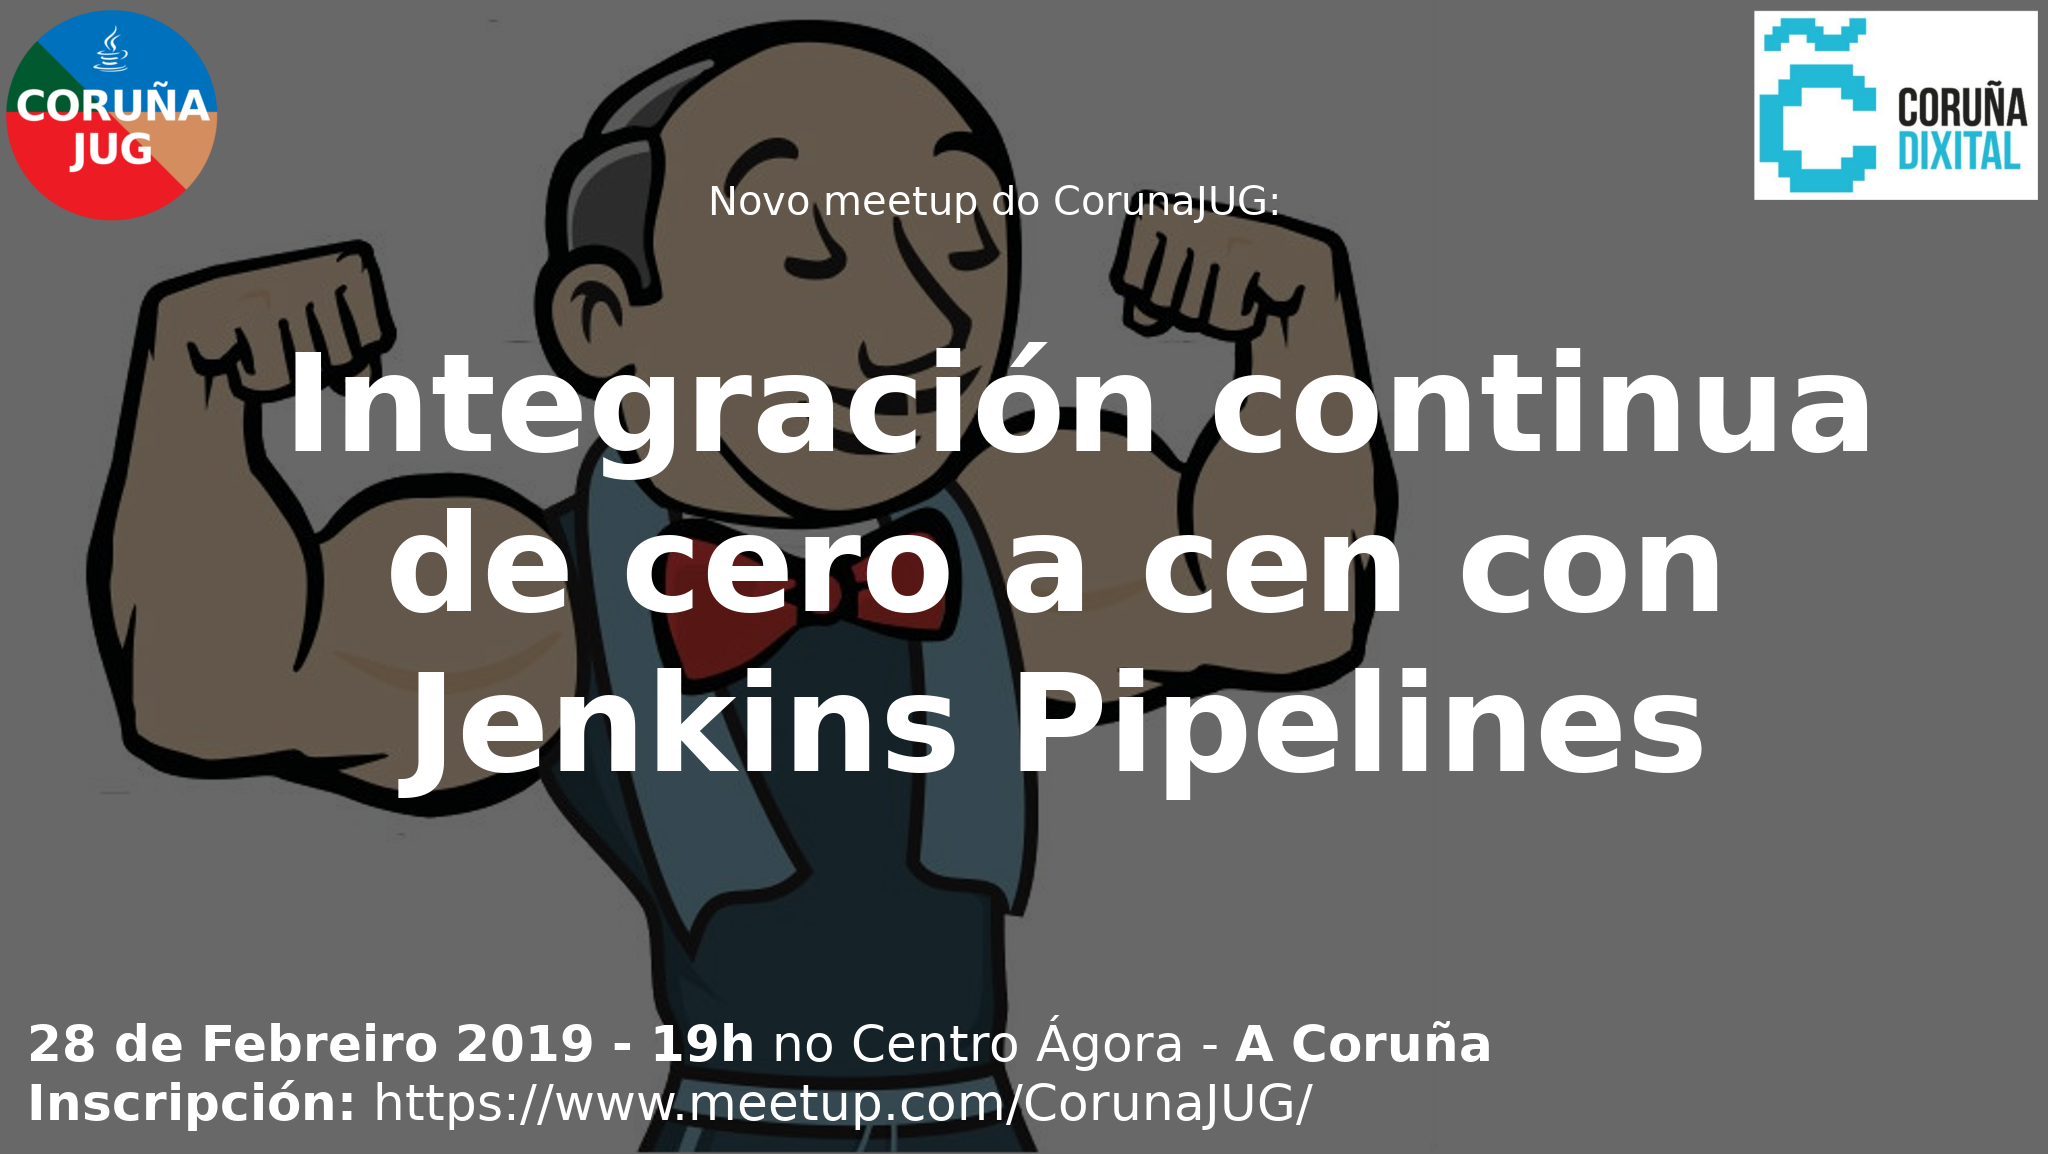 CORUÑA
JUG
CORUÑA
DIXITAL
Novo meetup do CorunaJUG:
Integración continua
de cero a cen con
Jenkins Pipelines
28 de Febreiro 2019 - 19h no Centro Ágora - A Coruña
Inscripción: https://www.meetup.com/CorunaJUG/